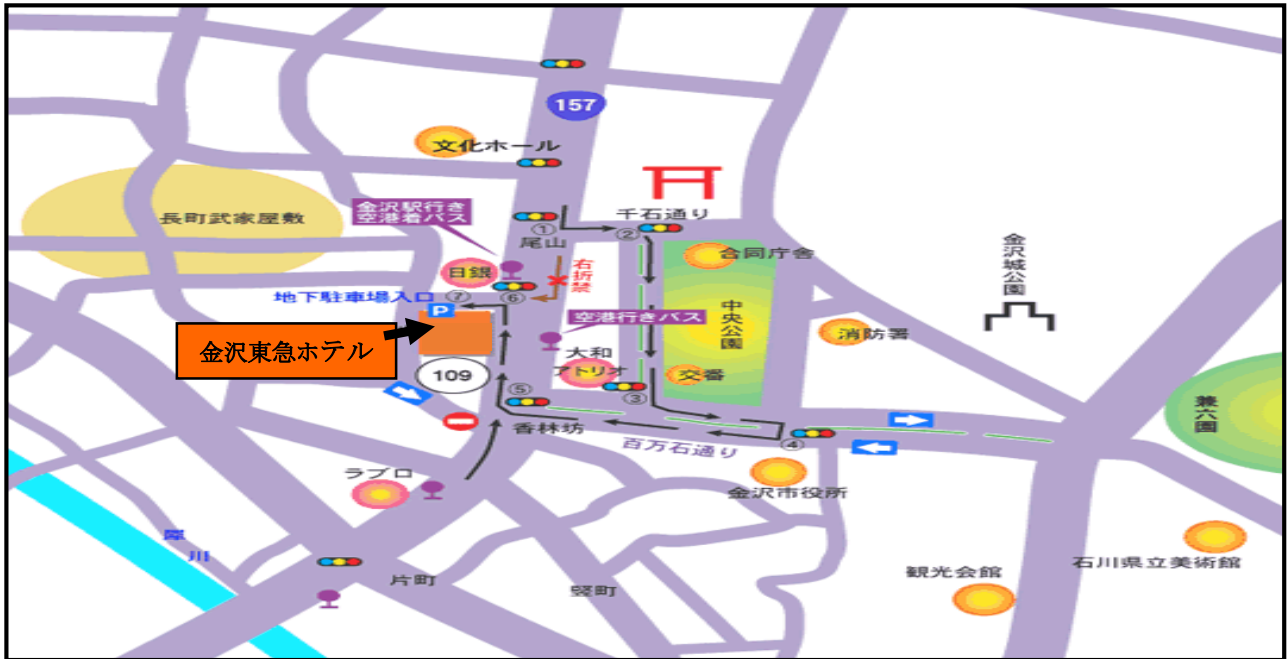 157
文化ホール
長町武家屋敷
金沢駅行き
空港着バス
千石通り
①
②
尾山
合同庁舎
金沢城公園
日銀
右折禁
地下駐車場入口
⑦
⑥
P
空港行きバス
中央公園
消防署
金沢東急ホテル
大和
アトリオ
交番
109
⑤
③
兼六園
香林坊
百万石通り
④
ラブロ
金沢市役所
犀川
片町
竪町
観光会館
石川県立美術館